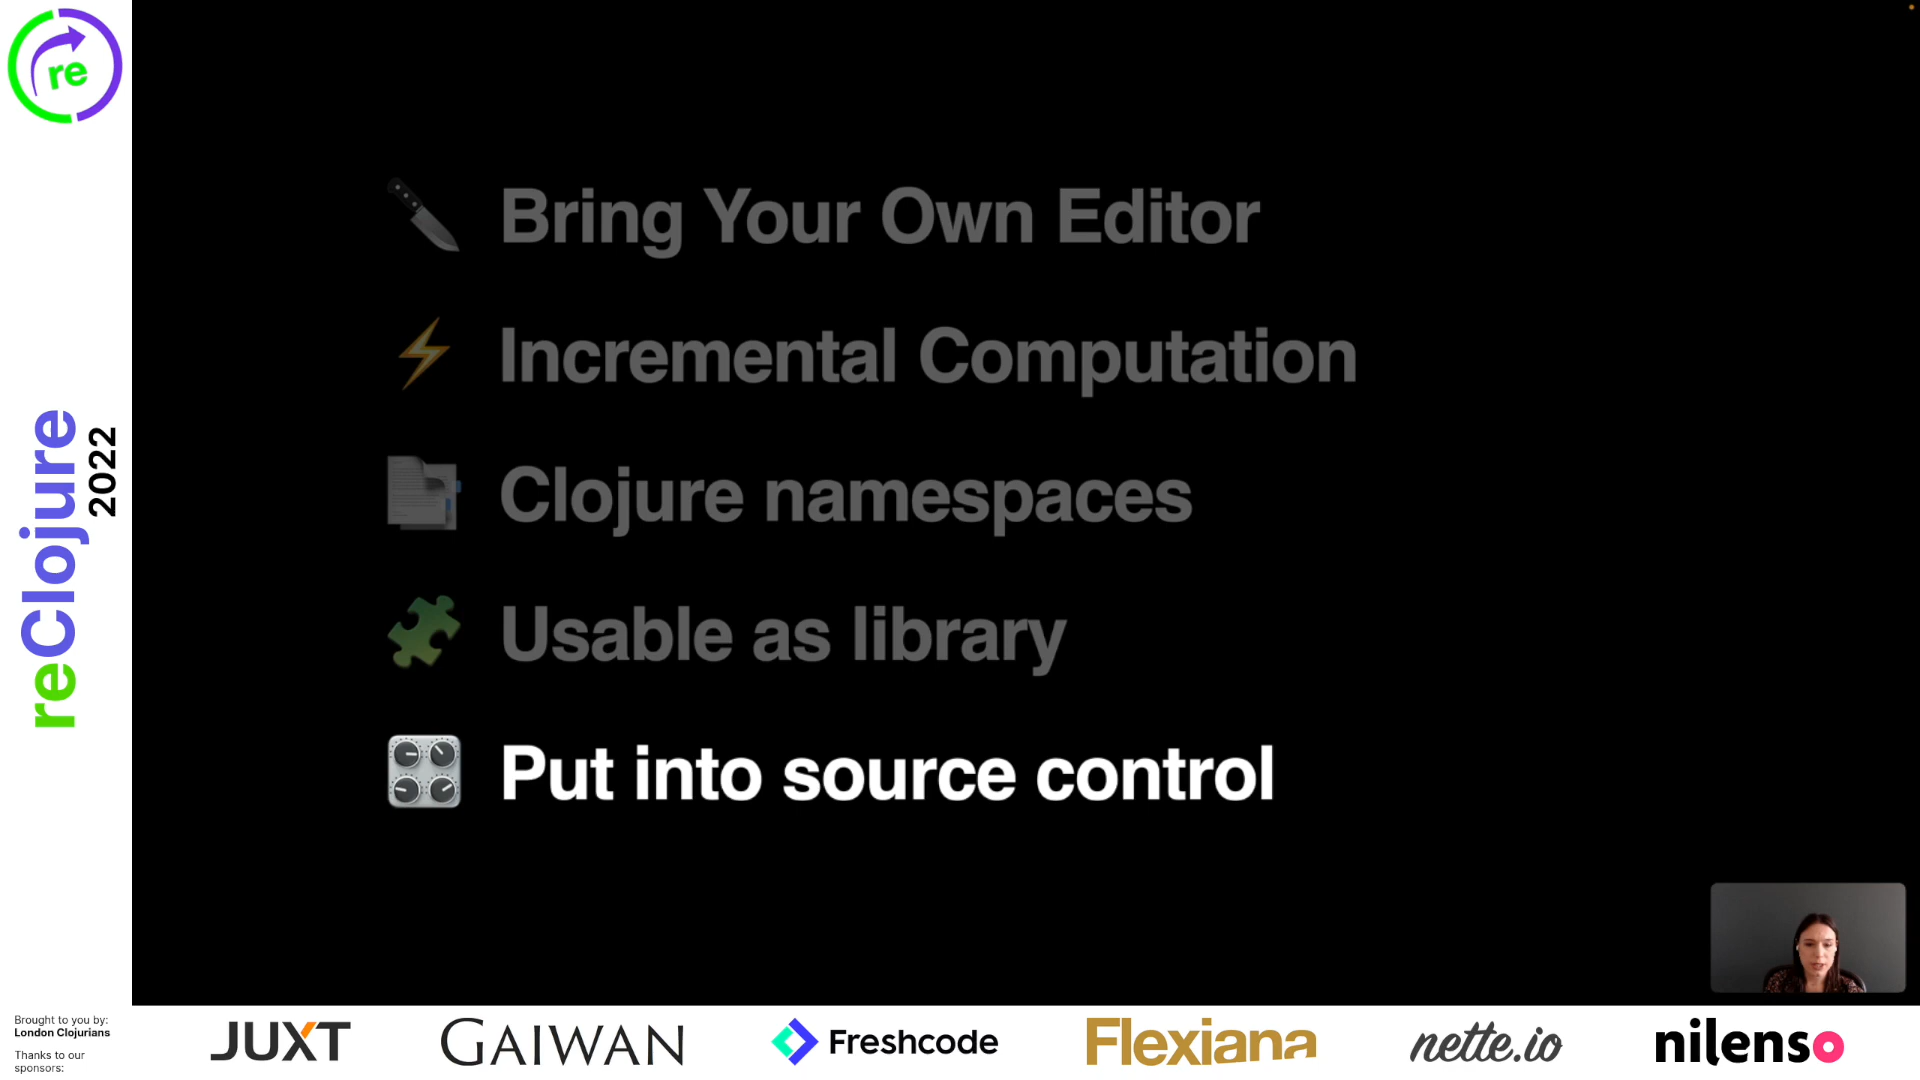 re
reClojure
2022
Bring Your Own Editor
Incremental Computation
Clojure namespaces
Usable as library
Put into source control
Brought to you by:
London Clojurians
Thanks to our
sponsors:
JUXT
GAIWAN
Freshcode
Flexiana
nette.io
nilenso